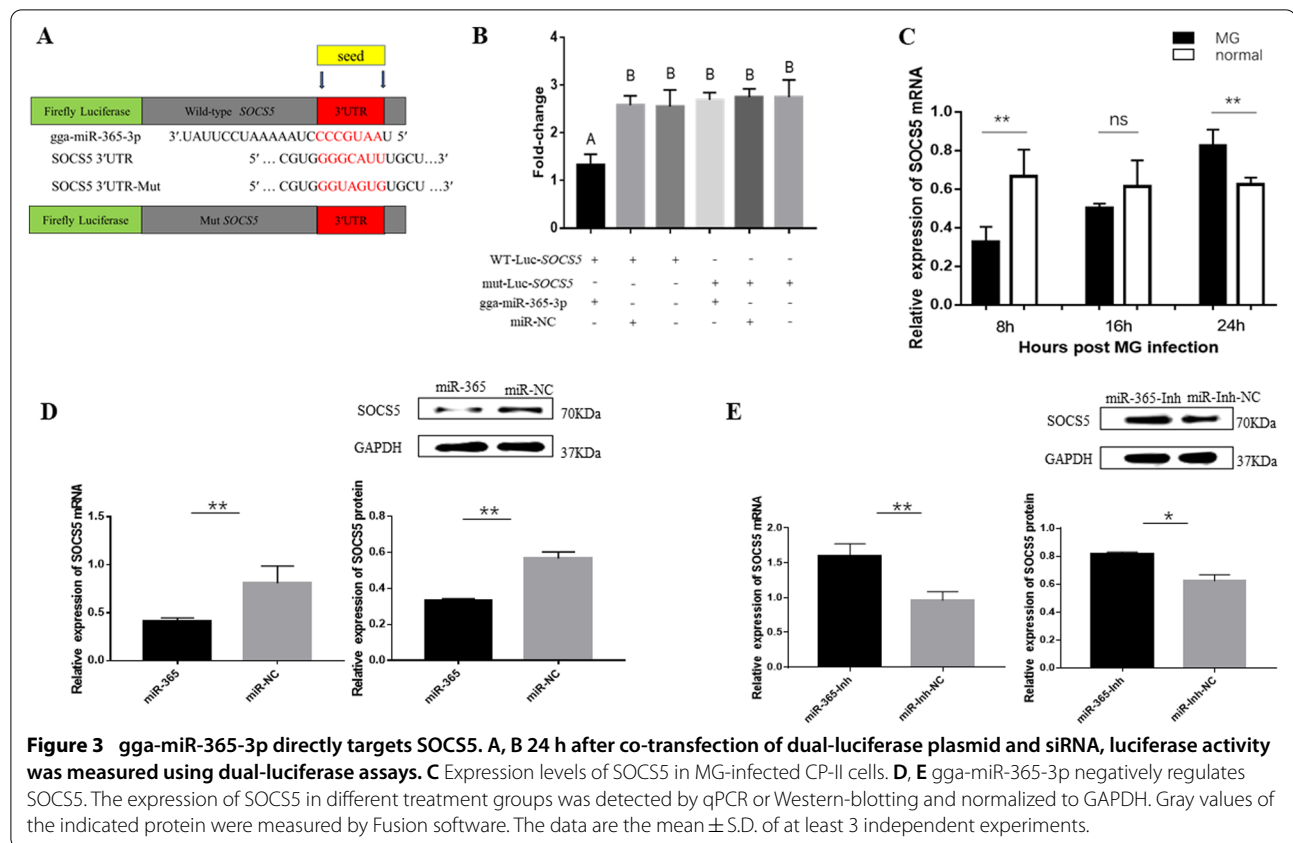 A
seed
Firefly Luciferase Wild-type SOCS5 3'UTR
gga-miR-365-3p 3'.UAUUCCUAAAAAUCCCCGUAAU 5'
SOCS5 3'UTR 5' ... CGUGGGGCAUUUGCU...3'
SOCS5 3'UTR-Mut 5' ... CGUGGGUAGUGUGCU ...3'
Firefly Luciferase Mut SOCS5 3'UTR
B
Fold-change
4
3
2
1
0
A B B B B B
WT-Luc-SOCS5 + + + - - -
mut-Luc-SOCS5 - - - + + +
gga-miR-365-3p + - - + - -
miR-NC - + - - + -
C
MG
normal
Relative expression of SOCS5 mRNA
1.0
0.8
0.6
0.4
0.2
0.0
** ns **
8h 16h 24h
Hours post MG infection
D
miR-365 miR-NC
SOCS5 70KDa
GAPDH 37KDa
Relative expression of SOCS5 mRNA
1.5
1.0
0.5
0.0
**
miR-365 miR-NC
Relative expression of SOCS5 protein
0.8
0.6
0.4
0.2
0.0
**
miR-365 miR-NC
E
miR-365-Inh miR-Inh-NC
SOCS5 70KDa
GAPDH 37KDa
Relative expression of SOCS5 mRNA
2.0
1.5
1.0
0.5
0.0
**
miR-365-Inh miR-Inh-NC
Relative expression of SOCS5 protein
1.0
0.8
0.6
0.4
0.2
0.0
*
miR-365-Inh miR-Inh-NC
Figure 3 gga-miR-365-3p directly targets SOCS5. A, B 24 h after co-transfection of dual-luciferase plasmid and siRNA, luciferase activity
was measured using dual-luciferase assays. C Expression levels of SOCS5 in MG-infected CP-II cells. D, E gga-miR-365-3p negatively regulates
SOCS5. The expression of SOCS5 in different treatment groups was detected by qPCR or Western-blotting and normalized to GAPDH. Gray values of
the indicated protein were measured by Fusion software. The data are the mean ± S.D. of at least 3 independent experiments.